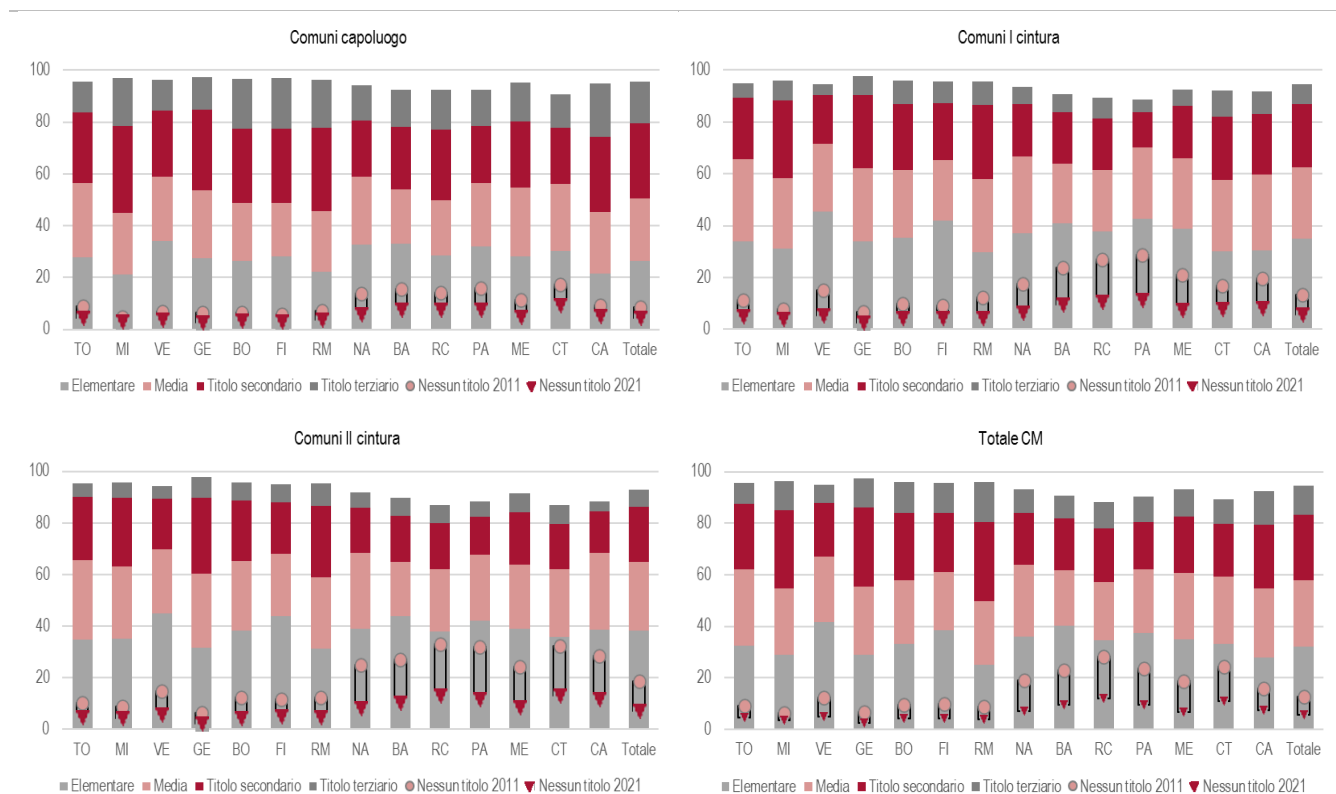 Comuni capoluogo
100
80
60
40
20
0
TO MI VE GE BO FI RM NA BA RC PA ME CT CA Totale
Elementare Media Titolo secondario Titolo terziario Nessun titolo 2011 Nessun titolo 2021
Comuni I cintura
100
80
60
40
20
0
TO MI VE GE BO FI RM NA BA RC PA ME CT CA Totale
Elementare Media Titolo secondario Titolo terziario Nessun titolo 2011 Nessun titolo 2021
Comuni II cintura
100
80
60
40
20
0
TO MI VE GE BO FI RM NA BA RC PA ME CT CA Totale
Elementare Media Titolo secondario Titolo terziario Nessun titolo 2011 Nessun titolo 2021
Totale CM
100
80
60
40
20
0
TO MI VE GE BO FI RM NA BA RC PA ME CT CA Totale
Elementare Media Titolo secondario Titolo terziario Nessun titolo 2011 Nessun titolo 2021